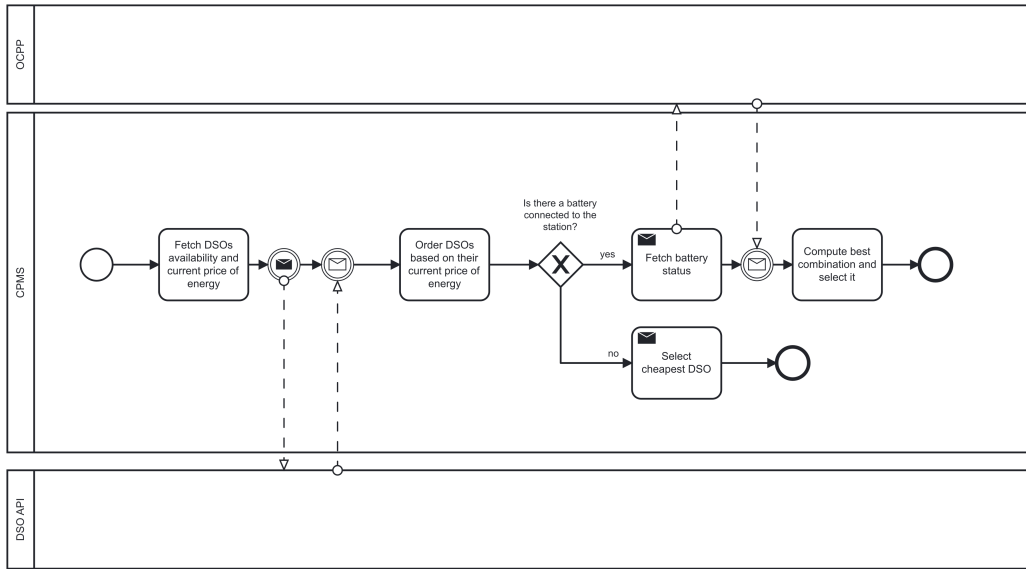 OCPP
CPMS
Fetch DSOs
availability and
current price of
energy
Order DSOs
based on their
current price of
energy
Is there a battery
connected to the
station?
yes
Fetch battery
status
Compute best
combination and
select it
no
Select
cheapest DSO
DSO API